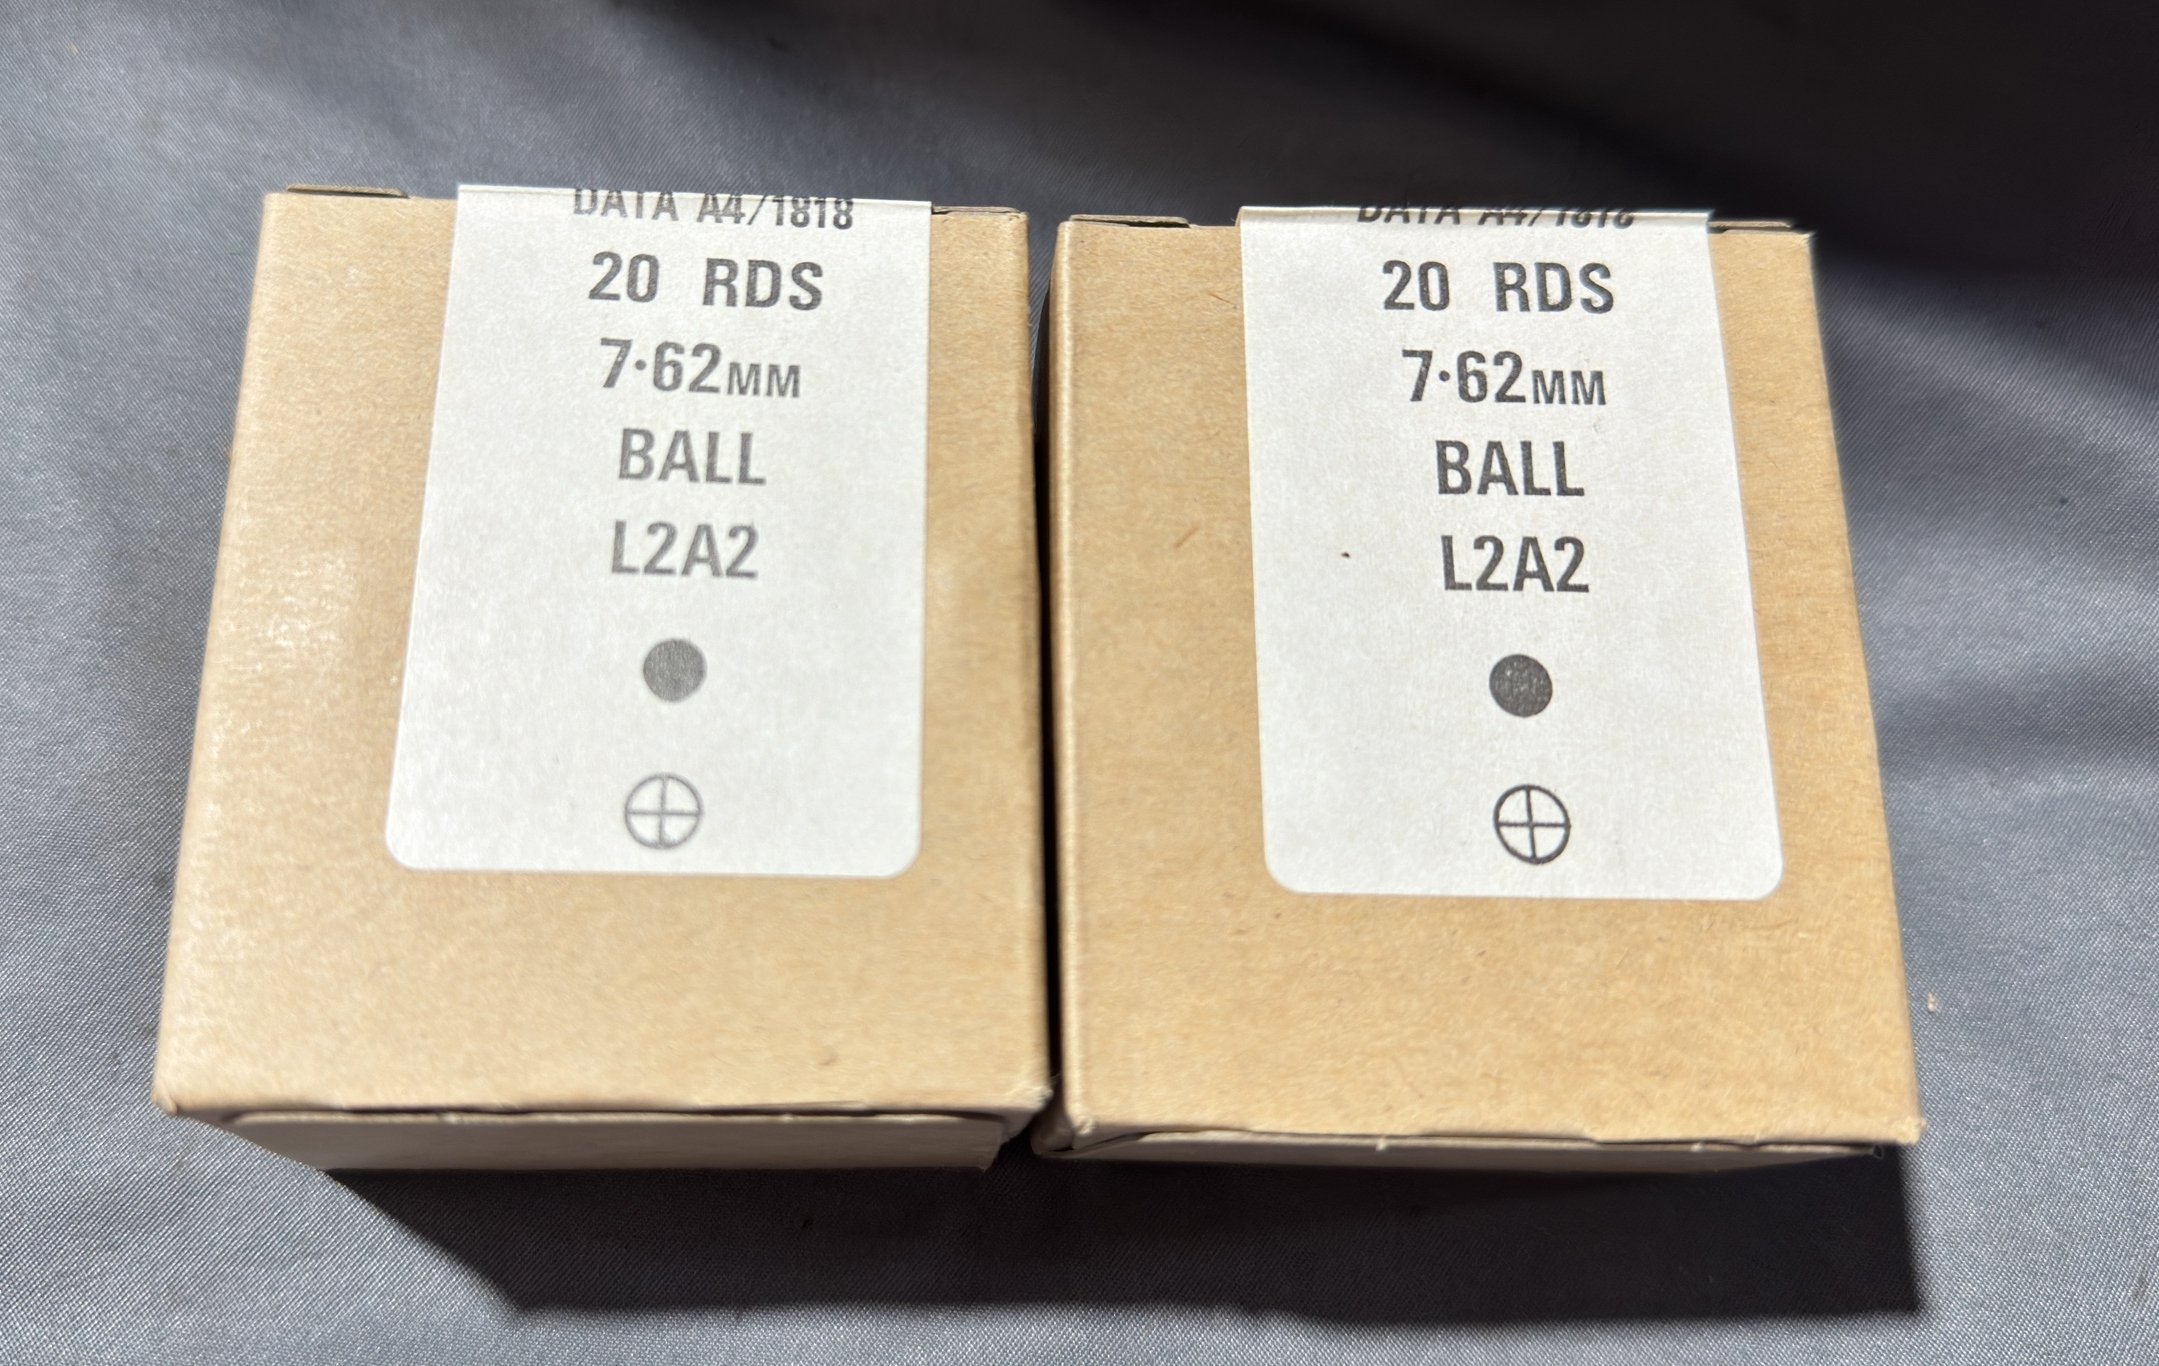 DATA A4/1818
20 RDS
7·62MM
BALL
L2A2
DATA A4/1818
20 RDS
7·62MM
BALL
L2A2